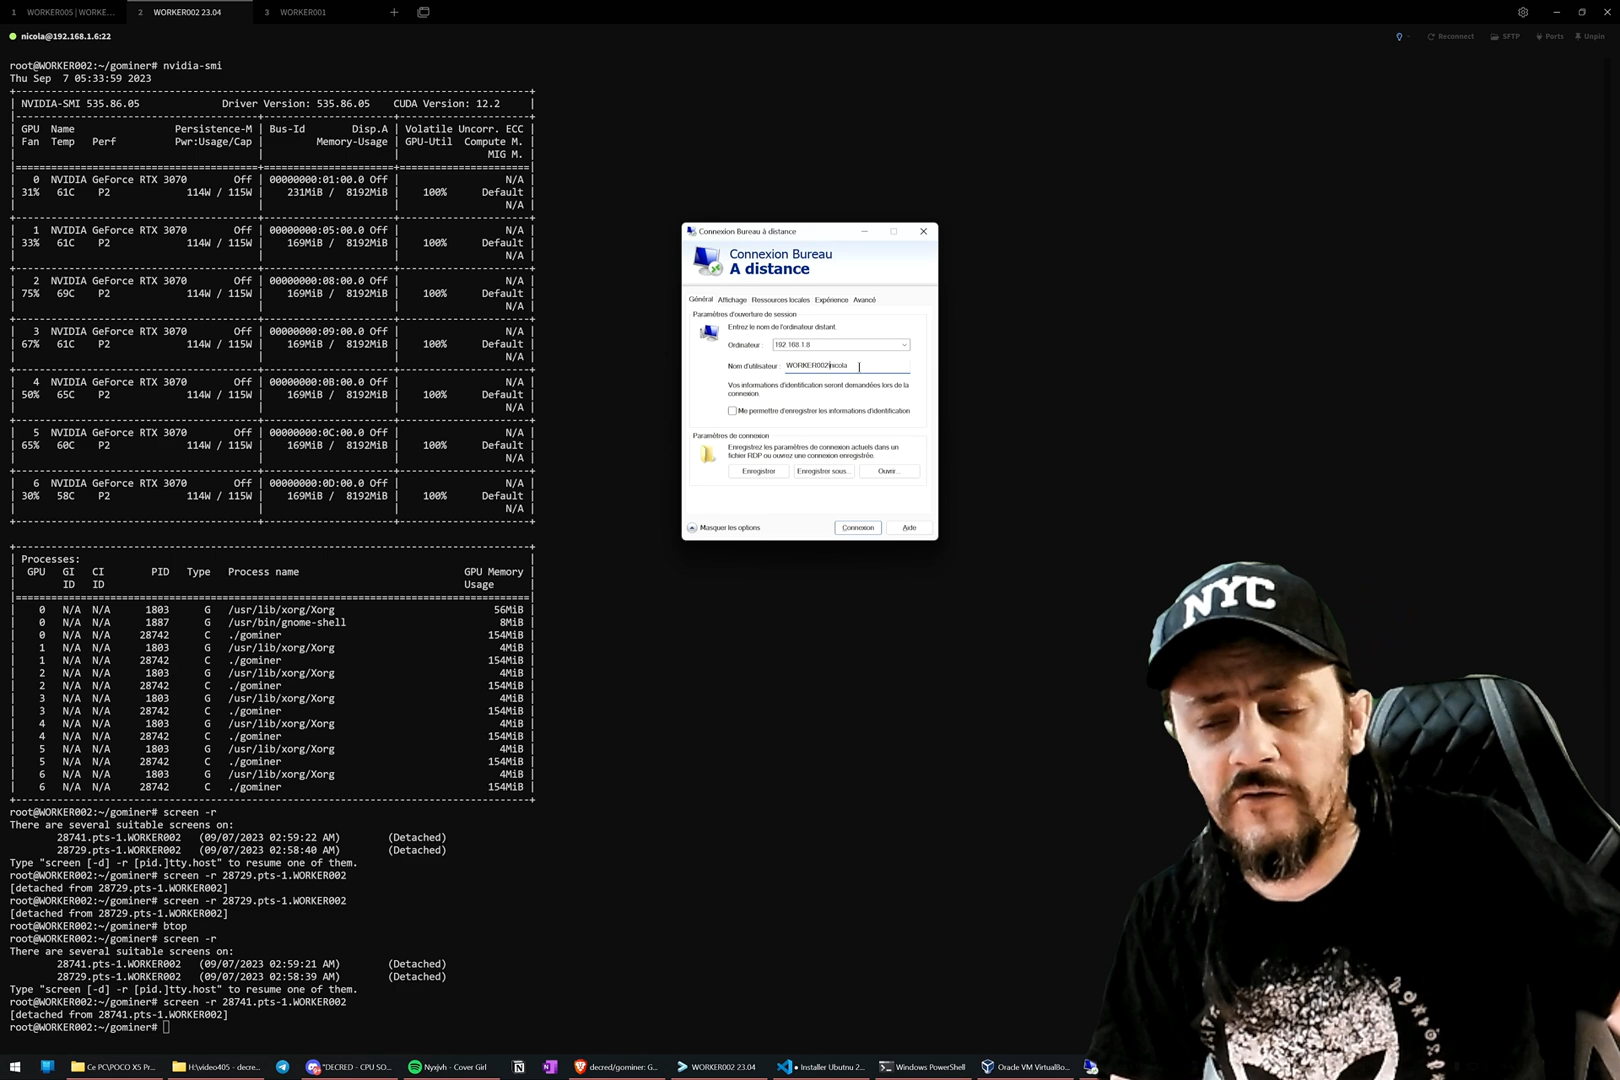 1 WORKER005 | WORKE...
2 WORKER002 23.04
3 WORKER001
nicola@192.168.1.6:22
Reconnect SFTP Ports Unpin
root@WORKER002:~/gominer# nvidia-smi
Thu Sep 7 05:33:59 2023
NVIDIA-SMI 535.86.05 Driver Version: 535.86.05 CUDA Version: 12.2
GPU Name Persistence-M | Bus-Id Disp.A | Volatile Uncorr. ECC
Fan Temp Perf Pwr:Usage/Cap | Memory-Usage | GPU-Util Compute M.
MIG M.
0 NVIDIA GeForce RTX 3070 Off | 00000000:01:00.0 Off | N/A
31% 61C P2 114W / 115W | 231MiB / 8192MiB | 100% Default
N/A
1 NVIDIA GeForce RTX 3070 Off | 00000000:05:00.0 Off | N/A
33% 61C P2 114W / 115W | 169MiB / 8192MiB | 100% Default
N/A
2 NVIDIA GeForce RTX 3070 Off | 00000000:08:00.0 Off | N/A
75% 69C P2 114W / 115W | 169MiB / 8192MiB | 100% Default
N/A
3 NVIDIA GeForce RTX 3070 Off | 00000000:09:00.0 Off | N/A
67% 61C P2 114W / 115W | 169MiB / 8192MiB | 100% Default
N/A
4 NVIDIA GeForce RTX 3070 Off | 00000000:0B:00.0 Off | N/A
50% 65C P2 114W / 115W | 169MiB / 8192MiB | 100% Default
N/A
5 NVIDIA GeForce RTX 3070 Off | 00000000:0C:00.0 Off | N/A
65% 60C P2 114W / 115W | 169MiB / 8192MiB | 100% Default
N/A
6 NVIDIA GeForce RTX 3070 Off | 00000000:0D:00.0 Off | N/A
30% 58C P2 114W / 115W | 169MiB / 8192MiB | 100% Default
N/A
Processes:
GPU GI CI PID Type Process name GPU Memory
ID ID Usage
0 N/A N/A 1803 G /usr/lib/xorg/Xorg 56MiB
0 N/A N/A 1887 G /usr/bin/gnome-shell 8MiB
0 N/A N/A 28742 C ./gominer 154MiB
1 N/A N/A 1803 G /usr/lib/xorg/Xorg 4MiB
1 N/A N/A 28742 C ./gominer 154MiB
2 N/A N/A 1803 G /usr/lib/xorg/Xorg 4MiB
2 N/A N/A 28742 C ./gominer 154MiB
3 N/A N/A 1803 G /usr/lib/xorg/Xorg 4MiB
3 N/A N/A 28742 C ./gominer 154MiB
4 N/A N/A 1803 G /usr/lib/xorg/Xorg 4MiB
4 N/A N/A 28742 C ./gominer 154MiB
5 N/A N/A 1803 G /usr/lib/xorg/Xorg 4MiB
5 N/A N/A 28742 C ./gominer 154MiB
6 N/A N/A 1803 G /usr/lib/xorg/Xorg 4MiB
6 N/A N/A 28742 C ./gominer 154MiB
root@WORKER002:~/gominer# screen -r
There are several suitable screens on:
28741.pts-1.WORKER002 (09/07/2023 02:59:22 AM) (Detached)
28729.pts-1.WORKER002 (09/07/2023 02:58:40 AM) (Detached)
Type "screen [-d] -r [pid.]tty.host" to resume one of them.
root@WORKER002:~/gominer# screen -r 28729.pts-1.WORKER002
[detached from 28729.pts-1.WORKER002]
root@WORKER002:~/gominer# screen -r 28729.pts-1.WORKER002
[detached from 28729.pts-1.WORKER002]
root@WORKER002:~/gominer# btop
root@WORKER002:~/gominer# screen -r
There are several suitable screens on:
28741.pts-1.WORKER002 (09/07/2023 02:59:21 AM) (Detached)
28729.pts-1.WORKER002 (09/07/2023 02:58:39 AM) (Detached)
Type "screen [-d] -r [pid.]tty.host" to resume one of them.
root@WORKER002:~/gominer# screen -r 28741.pts-1.WORKER002
[detached from 28741.pts-1.WORKER002]
root@WORKER002:~/gominer#
Connexion Bureau à distance
Connexion Bureau
A distance
Général Affichage Ressources locales Expérience Avancé
Paramètres d'ouverture de session
Entrez le nom de l'ordinateur distant.
Ordinateur : 192.168.1.8
Nom d'utilisateur : WORKER002\nicola
Vos informations d'identification seront demandées lors de la
connexion.
Me permettre d'enregistrer les informations d'identification
Paramètres de connexion
Enregistrez les paramètres de connexion actuels dans un
fichier RDP ou ouvrez une connexion enregistrée.
Enregistrer Enregistrer sous... Ouvrir...
Masquer les options Connexion Aide
NYC
Ce PC\POCO X5 Pr...
H:\video405 - decre...
"DECRED - CPU SO...
Nyxjvh - Cover Girl
decred/gominer: G...
WORKER002 23.04
• Installer Ubutnu 2...
Windows PowerShell
Oracle VM VirtualBo...